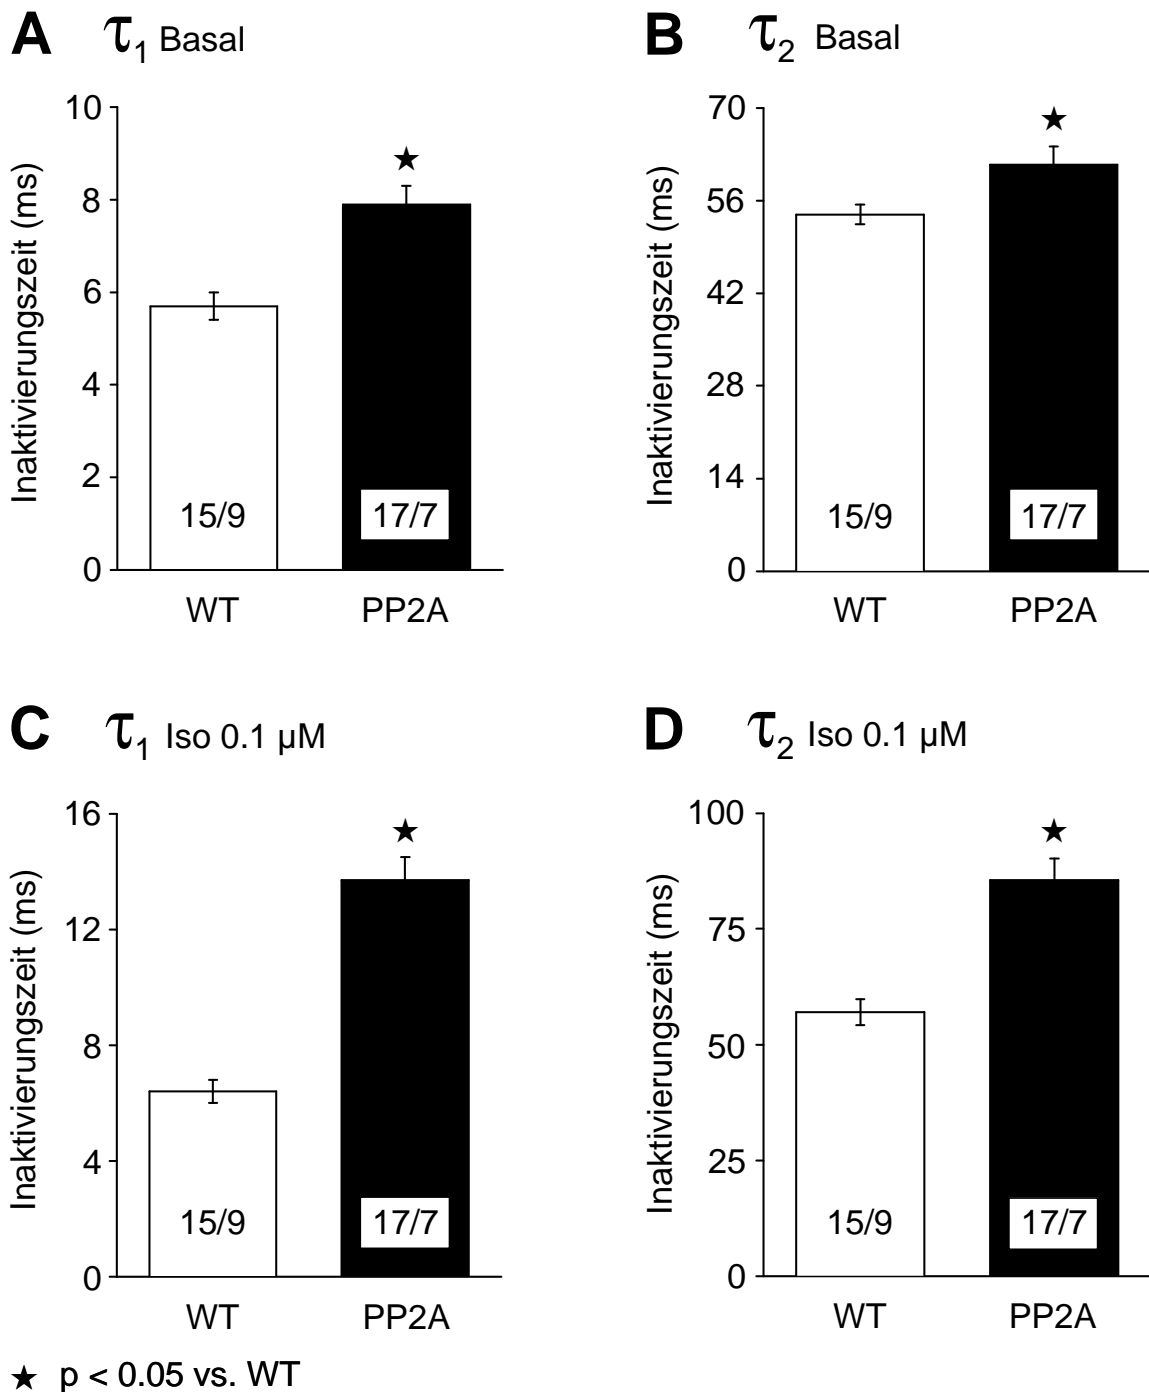 A τ1 Basal
Inaktivierungszeit (ms)
10
8
6
4
2
0
15/9
17/7
WT
PP2A
B τ2 Basal
Inaktivierungszeit (ms)
70
56
42
28
14
0
15/9
17/7
WT
PP2A
C τ1 Iso 0.1 µM
Inaktivierungszeit (ms)
16
12
8
4
0
15/9
17/7
WT
PP2A
D τ2 Iso 0.1 µM
Inaktivierungszeit (ms)
100
75
50
25
0
15/9
17/7
WT
PP2A
★ p < 0.05 vs. WT